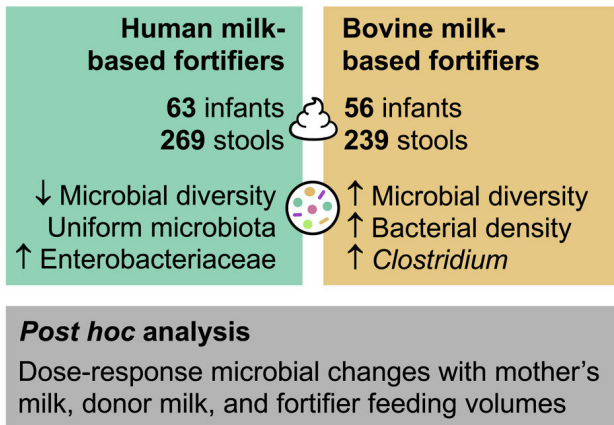 Human milk-
based fortifiers
63 infants
269 stools
↓ Microbial diversity
Uniform microbiota
↑ Enterobacteriaceae
Bovine milk-
based fortifiers
56 infants
239 stools
↑ Microbial diversity
↑ Bacterial density
↑ Clostridium
Post hoc analysis
Dose-response microbial changes with mother's
milk, donor milk, and fortifier feeding volumes